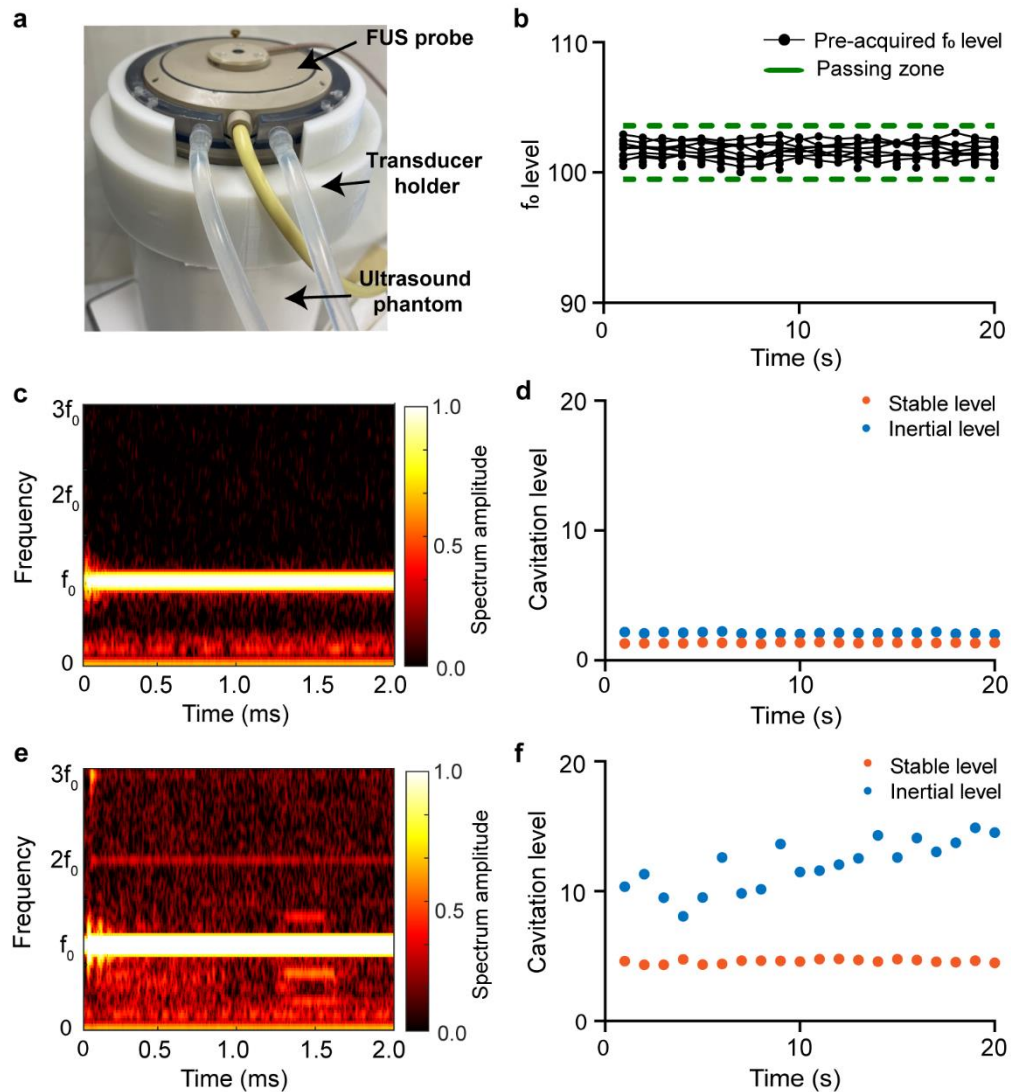 a
FUS probe
Transducer
holder
Ultrasound
phantom
b
110
100
90
f₀ level
Pre-acquired f₀ level
Passing zone
0
10
20
Time (s)
c
3f₀
2f₀
f₀
0
Frequency
0
0.5
1.0
1.5
2.0
Time (ms)
1.0
0.5
0.0
Spectrum amplitude
d
20
10
0
Cavitation level
Stable level
Inertial level
0
10
20
Time (s)
e
3f₀
2f₀
f₀
0
Frequency
0
0.5
1.0
1.5
2.0
Time (ms)
1.0
0.5
0.0
Spectrum amplitude
f
20
10
0
Cavitation level
Stable level
Inertial level
0
10
20
Time (s)